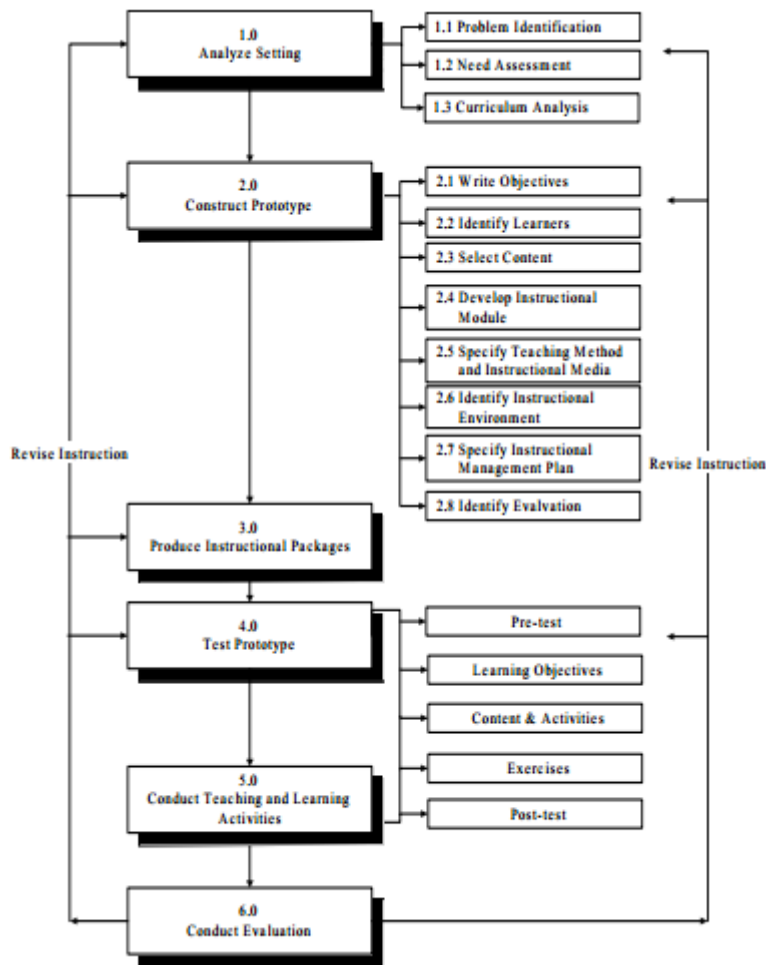 1.0
Analyze Setting
1.1 Problem Identification
1.2 Need Assessment
1.3 Curriculum Analysis
2.0
Construct Prototype
2.1 Write Objectives
2.2 Identify Learners
2.3 Select Content
2.4 Develop Instructional
Module
2.5 Specify Teaching Method
and Instructional Media
2.6 Identify Instructional
Environment
2.7 Specify Instructional
Management Plan
2.8 Identify Evalvation
Revise Instruction
Revise Instruction
3.0
Produce Instructional Packages
4.0
Test Prototype
Pre-test
Learning Objectives
Content & Activities
Exercises
Post-test
5.0
Conduct Teaching and Learning
Activities
6.0
Conduct Evaluation